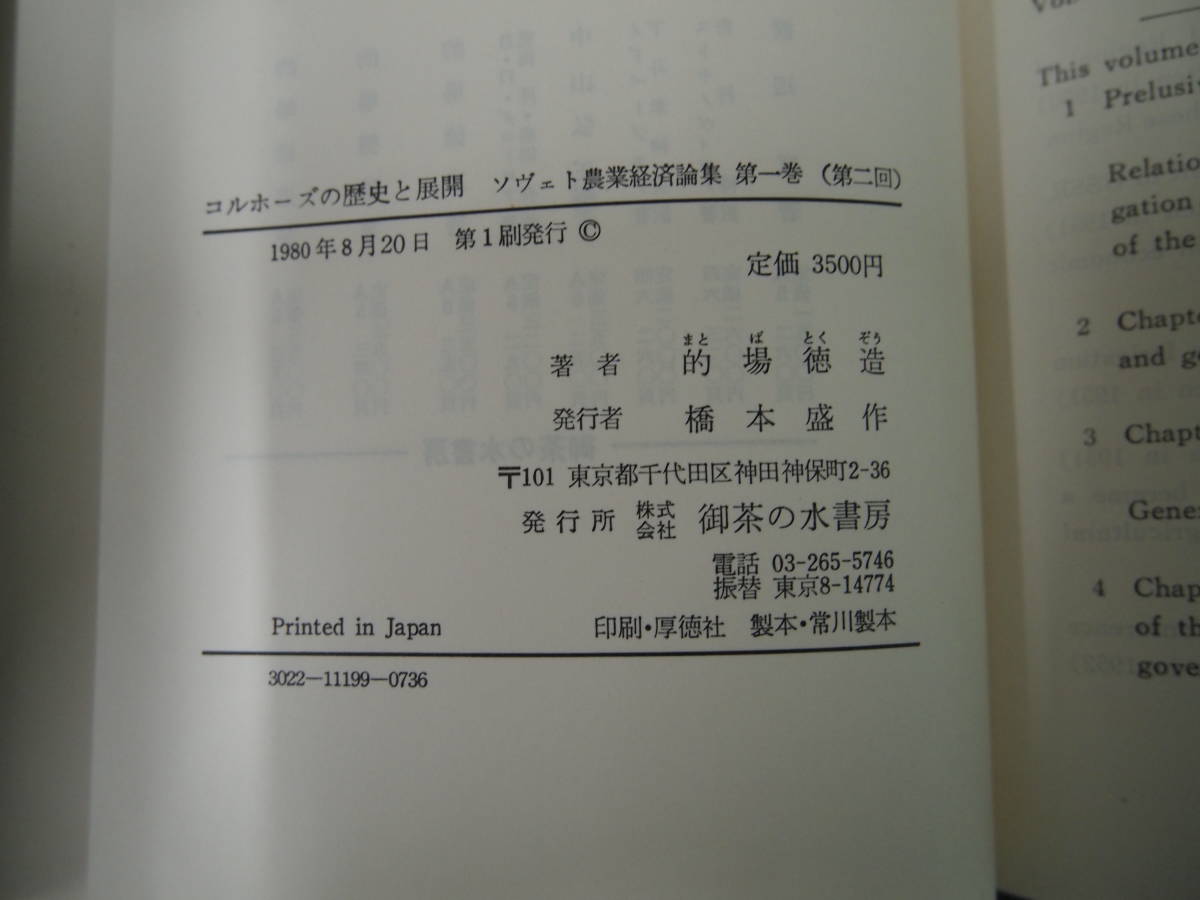 コルホーズの歴史と展開　ソヴェト農業経済論集 第一巻 (第二回)
1980年8月20日　第1刷発行 ©
定価 3500円
まと ば とく ぞう
著者　的場徳造
発行者　橋本盛作
〒101 東京都千代田区神田神保町2-36
発行所 株式会社 御茶の水書房
電話 03-265-5746
振替 東京8-14774
Printed in Japan　印刷・厚徳社　製本・常川製本
3022—11199—0736
This volume
1 Prelusiv
Relatio
gation
of the
2 Chapte
and g
3 Chapt
Gene
4 Chap
of th
gove